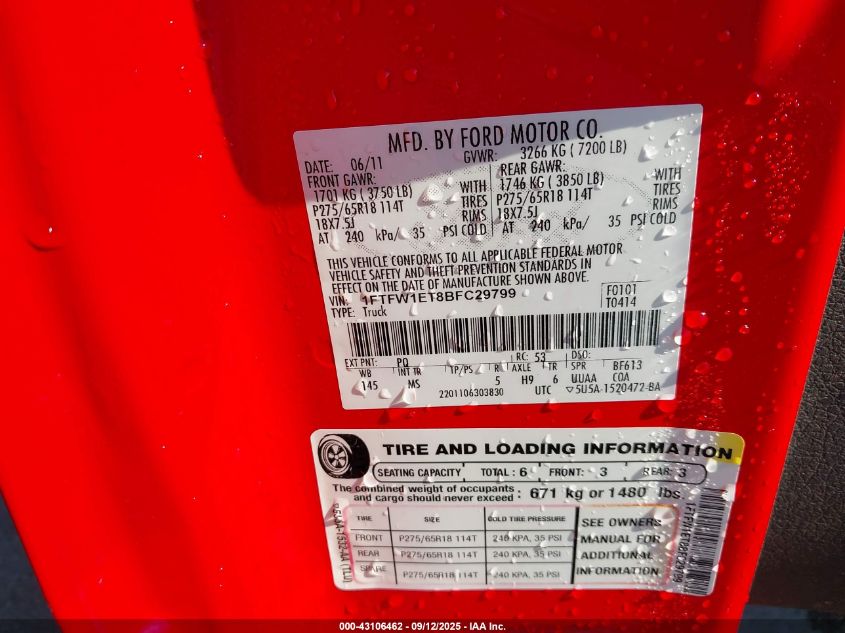 MFD. BY FORD MOTOR CO.
DATE: 06/11 GVWR: 3266 KG ( 7200 LB)
FRONT GAWR: REAR GAWR:
1701 KG ( 3750 LB) WITH 1746 KG ( 3850 LB) WITH
P275/65R18 114T TIRES P275/65R18 114T TIRES
18X7.5J RIMS 18X7.5J RIMS
AT 240 kPa/ 35 PSI COLD AT 240 kPa/ 35 PSI COLD
THIS VEHICLE CONFORMS TO ALL APPLICABLE FEDERAL MOTOR
VEHICLE SAFETY AND THEFT PREVENTION STANDARDS IN
EFFECT ON THE DATE OF MANUFACTURE SHOWN ABOVE.
VIN: 1FTFW1ET8BFC29799 F0101
TYPE: Truck T0414
EXT PNT: PQ RC: 53 DSO:
WB INT TR TP/PS R AXLE TR SPR BF613
145 MS 5 H9 6 UUAA COA
2201106303830 UTC ▽5U5A-1520472-BA
TIRE AND LOADING INFORMATION
SEATING CAPACITY TOTAL : 6 FRONT: 3 REAR: 3
The combined weight of occupants
and cargo should never exceed : 671 kg or 1480 lbs.
TIRE SIZE COLD TIRE PRESSURE
FRONT P275/65R18 114T 240 KPA, 35 PSI
REAR P275/65R18 114T 240 KPA, 35 PSI
SPARE P275/65R18 114T 240 KPA, 35 PSI
SEE OWNERS
MANUAL FOR
ADDITIONAL
INFORMATION
000-43106462 - 09/12/2025 - IAA Inc.